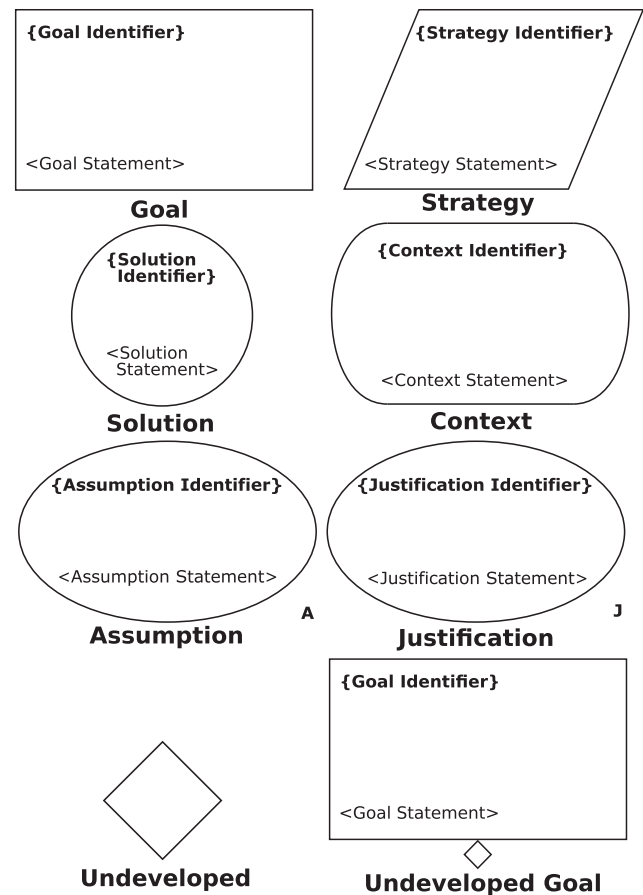 {Goal Identifier}
<Goal Statement>
Goal
{Strategy Identifier}
<Strategy Statement>
Strategy
{Solution
Identifier}
<Solution
Statement>
Solution
{Context Identifier}
<Context Statement>
Context
{Assumption Identifier}
<Assumption Statement>
A
Assumption
{Justification Identifier}
<Justification Statement>
J
Justification
Undeveloped
{Goal Identifier}
<Goal Statement>
Undeveloped Goal